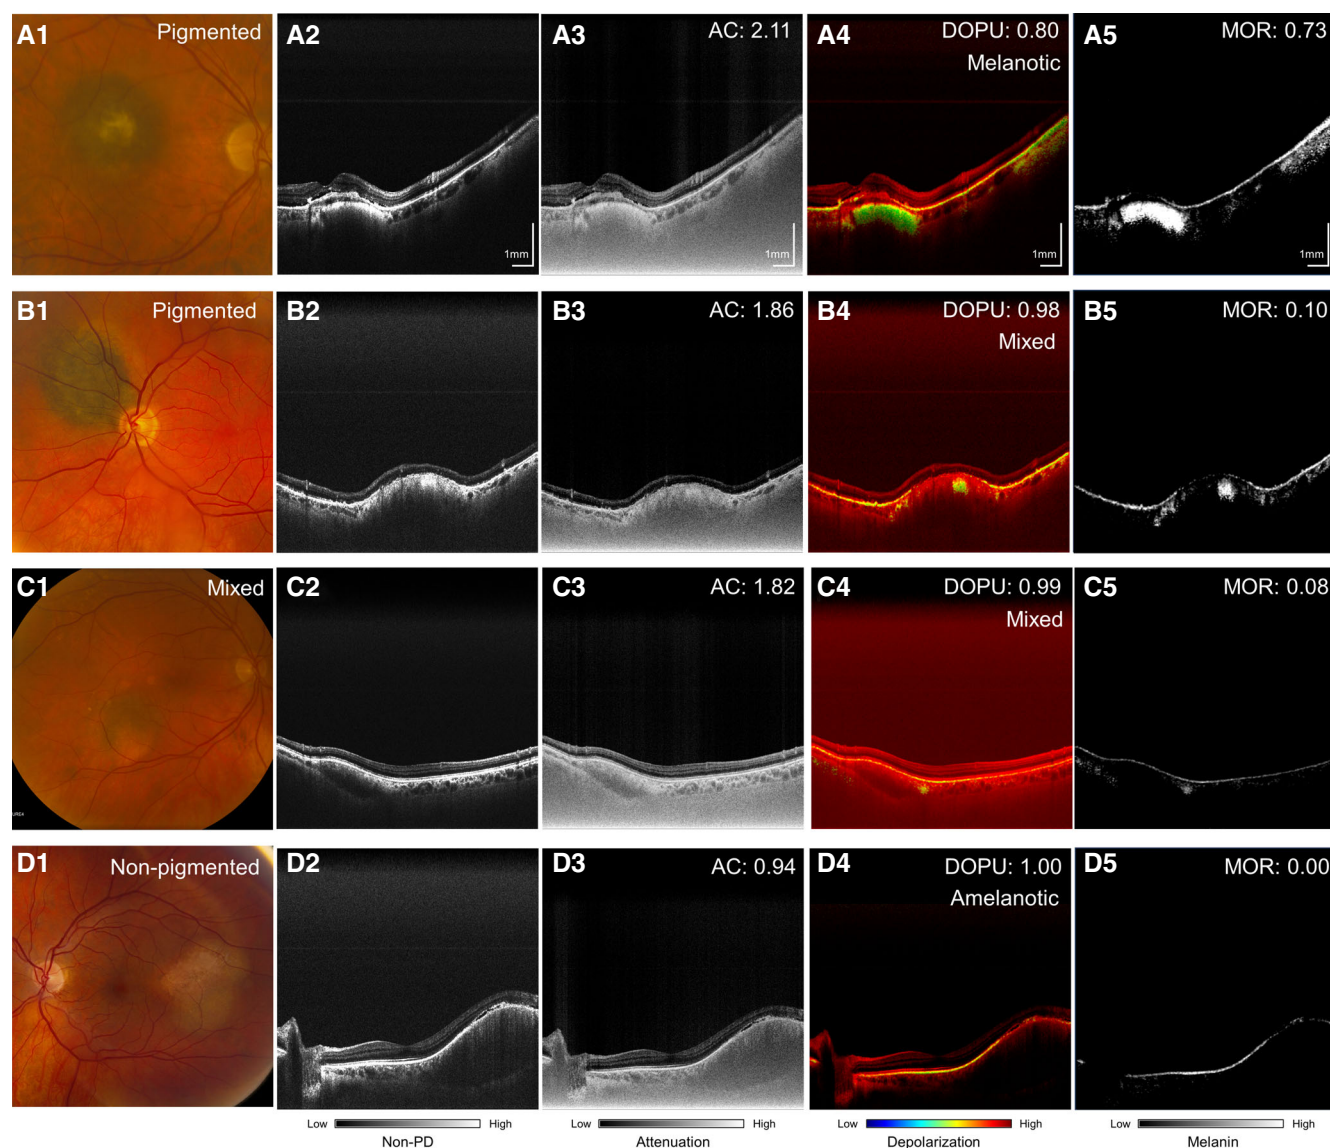 A1 Pigmented A2 A3 AC: 2.11 A4 DOPU: 0.80 A5 MOR: 0.73
Melanotic
1mm 1mm 1mm 1mm
B1 Pigmented B2 B3 AC: 1.86 B4 DOPU: 0.98 B5 MOR: 0.10
Mixed
C1 Mixed C2 C3 AC: 1.82 C4 DOPU: 0.99 C5 MOR: 0.08
Mixed
D1 Non-pigmented D2 D3 AC: 0.94 D4 DOPU: 1.00 D5 MOR: 0.00
Amelanotic
Low High Low High Low High Low High
Non-PD Attenuation Depolarization Melanin